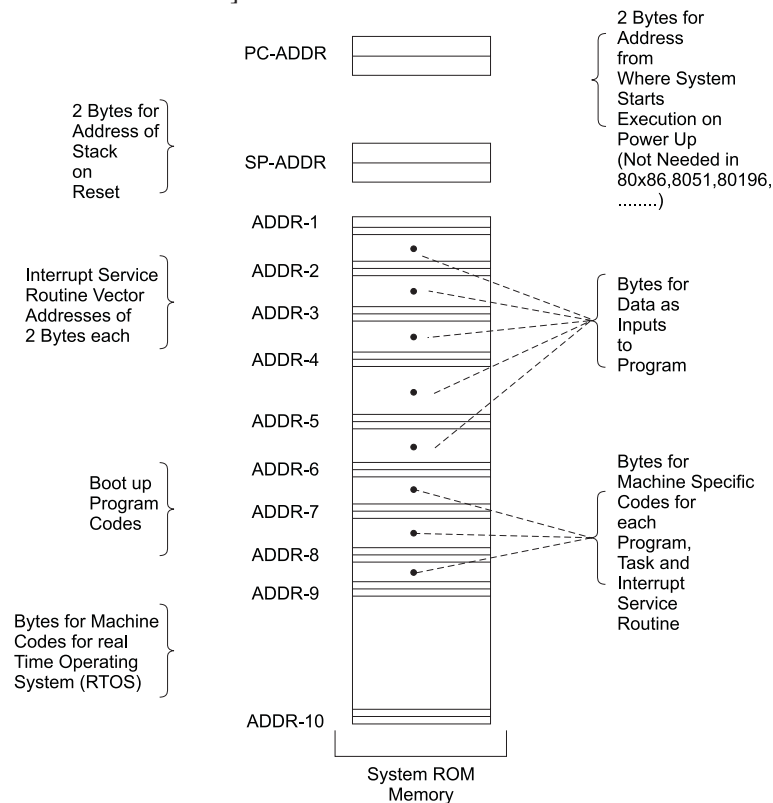 ]
PC-ADDR
2 Bytes for
Address
from
Where System
Starts
Execution on
Power Up
(Not Needed in
80x86,8051,80196,
........)
2 Bytes for
Address of
Stack
on
Reset
SP-ADDR
ADDR-1
ADDR-2
ADDR-3
ADDR-4
ADDR-5
ADDR-6
ADDR-7
ADDR-8
ADDR-9
ADDR-10
Interrupt Service
Routine Vector
Addresses of
2 Bytes each
Bytes for
Data as
Inputs
to
Program
Boot up
Program
Codes
Bytes for
Machine Specific
Codes for
each
Program,
Task and
Interrupt
Service
Routine
Bytes for Machine
Codes for real
Time Operating
System (RTOS)
System ROM
Memory